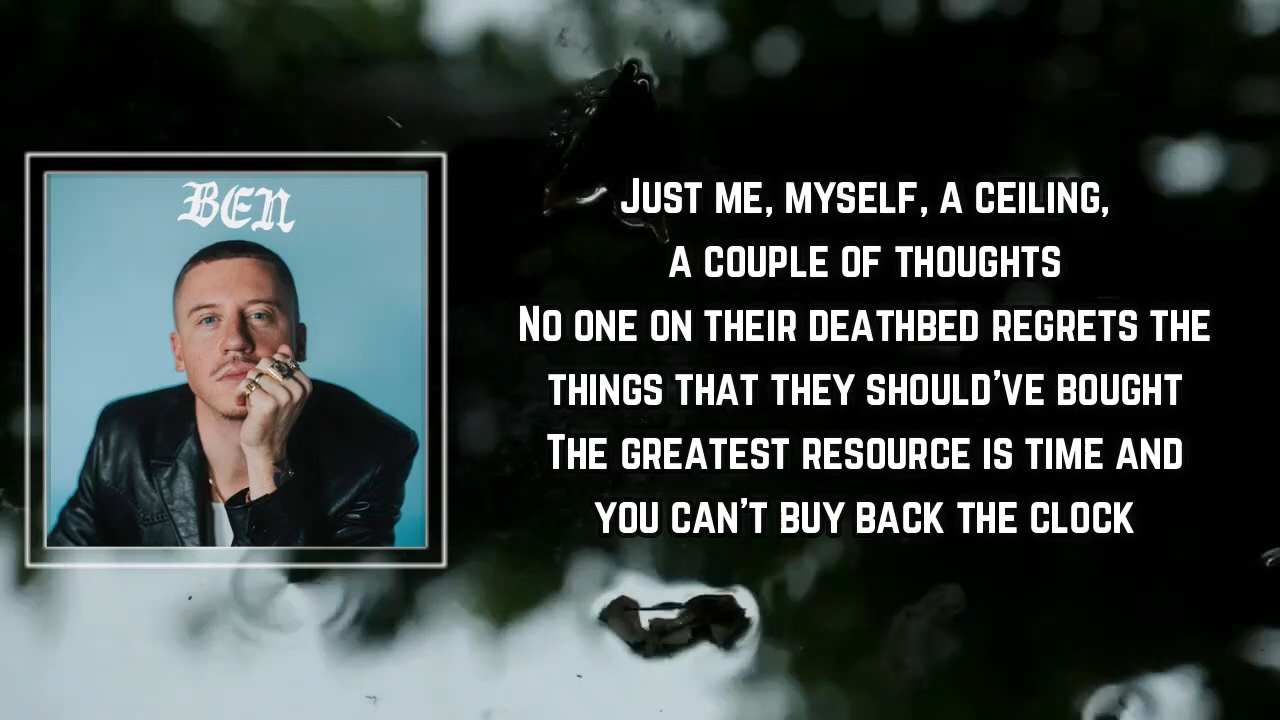 BEN
Just me, myself, a ceiling,
a couple of thoughts
No one on their deathbed regrets the
things that they should've bought
The greatest resource is time and
you can't buy back the clock